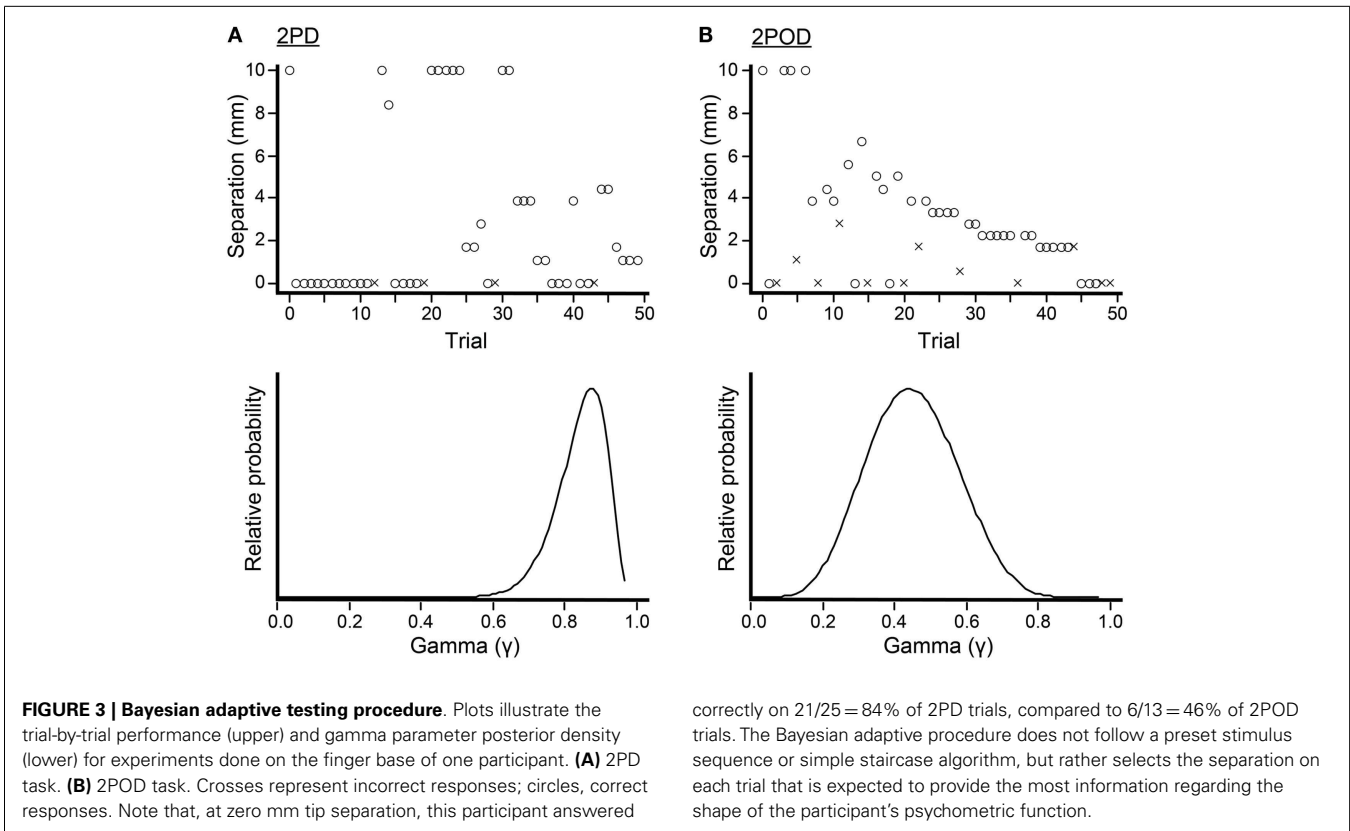 A 2PD
Separation (mm)
10
8
6
4
2
0
0 10 20 30 40 50
Trial
Relative probability
0.0 0.2 0.4 0.6 0.8 1.0
Gamma (γ)
B 2POD
Separation (mm)
10
8
6
4
2
0
0 10 20 30 40 50
Trial
Relative probability
0.0 0.2 0.4 0.6 0.8 1.0
Gamma (γ)
FIGURE 3 | Bayesian adaptive testing procedure. Plots illustrate the
trial-by-trial performance (upper) and gamma parameter posterior density
(lower) for experiments done on the finger base of one participant. (A) 2PD
task. (B) 2POD task. Crosses represent incorrect responses; circles, correct
responses. Note that, at zero mm tip separation, this participant answered
correctly on 21/25 = 84% of 2PD trials, compared to 6/13 = 46% of 2POD
trials. The Bayesian adaptive procedure does not follow a preset stimulus
sequence or simple staircase algorithm, but rather selects the separation on
each trial that is expected to provide the most information regarding the
shape of the participant's psychometric function.